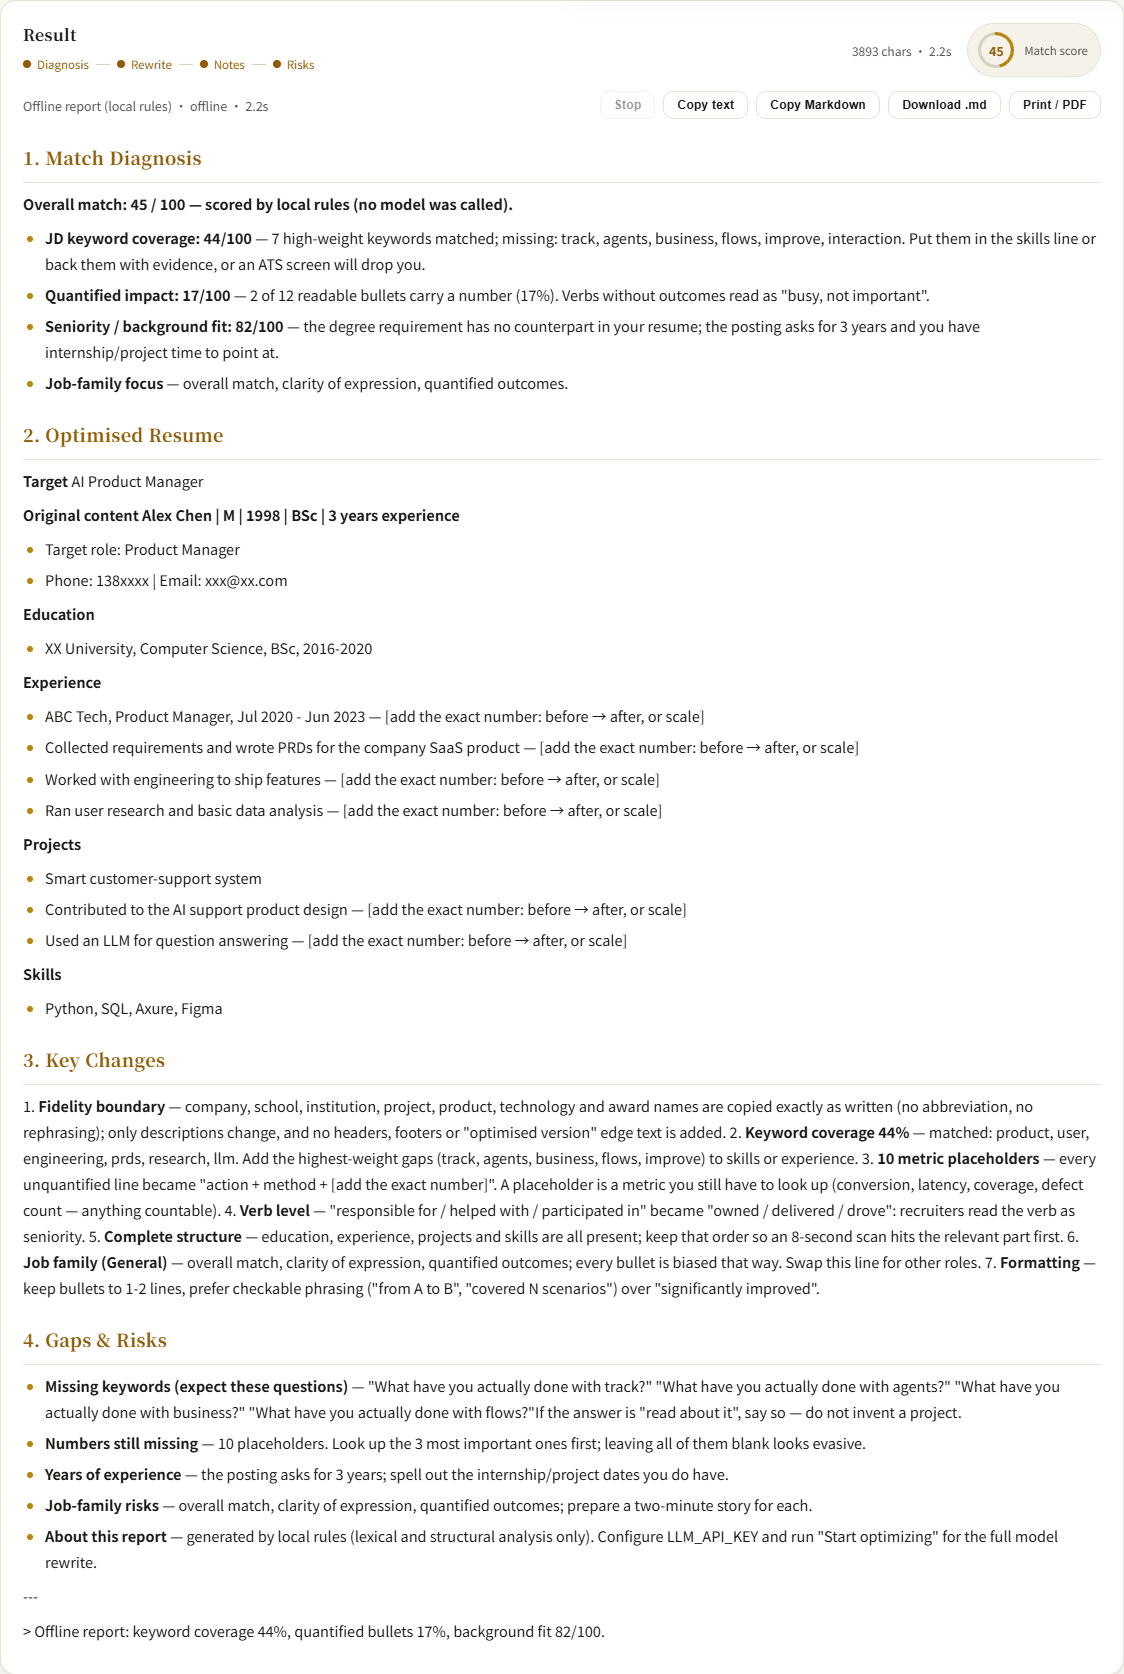 Result
Diagnosis — Rewrite — Notes — Risks
3893 chars • 2.2s
45 Match score
Offline report (local rules) • offline • 2.2s
Stop Copy text Copy Markdown Download .md Print / PDF
1. Match Diagnosis
Overall match: 45 / 100 — scored by local rules (no model was called).
JD keyword coverage: 44/100 — 7 high-weight keywords matched; missing: track, agents, business, flows, improve, interaction. Put them in the skills line or
back them with evidence, or an ATS screen will drop you.
Quantified impact: 17/100 — 2 of 12 readable bullets carry a number (17%). Verbs without outcomes read as "busy, not important".
Seniority / background fit: 82/100 — the degree requirement has no counterpart in your resume; the posting asks for 3 years and you have
internship/project time to point at.
Job-family focus — overall match, clarity of expression, quantified outcomes.
2. Optimised Resume
Target AI Product Manager
Original content Alex Chen | M | 1998 | BSc | 3 years experience
Target role: Product Manager
Phone: 138xxxx | Email: xxx@xx.com
Education
XX University, Computer Science, BSc, 2016-2020
Experience
ABC Tech, Product Manager, Jul 2020 - Jun 2023 — [add the exact number: before → after, or scale]
Collected requirements and wrote PRDs for the company SaaS product — [add the exact number: before → after, or scale]
Worked with engineering to ship features — [add the exact number: before → after, or scale]
Ran user research and basic data analysis — [add the exact number: before → after, or scale]
Projects
Smart customer-support system
Contributed to the AI support product design — [add the exact number: before → after, or scale]
Used an LLM for question answering — [add the exact number: before → after, or scale]
Skills
Python, SQL, Axure, Figma
3. Key Changes
1. Fidelity boundary — company, school, institution, project, product, technology and award names are copied exactly as written (no abbreviation, no
rephrasing); only descriptions change, and no headers, footers or "optimised version" edge text is added. 2. Keyword coverage 44% — matched: product, user,
engineering, prds, research, llm. Add the highest-weight gaps (track, agents, business, flows, improve) to skills or experience. 3. 10 metric placeholders — every
unquantified line became "action + method + [add the exact number]". A placeholder is a metric you still have to look up (conversion, latency, coverage, defect
count — anything countable). 4. Verb level — "responsible for / helped with / participated in" became "owned / delivered / drove": recruiters read the verb as
seniority. 5. Complete structure — education, experience, projects and skills are all present; keep that order so an 8-second scan hits the relevant part first. 6.
Job family (General) — overall match, clarity of expression, quantified outcomes; every bullet is biased that way. Swap this line for other roles. 7. Formatting —
keep bullets to 1-2 lines, prefer checkable phrasing ("from A to B", "covered N scenarios") over "significantly improved".
4. Gaps & Risks
Missing keywords (expect these questions) — "What have you actually done with track?" "What have you actually done with agents?" "What have you
actually done with business?" "What have you actually done with flows?"If the answer is "read about it", say so — do not invent a project.
Numbers still missing — 10 placeholders. Look up the 3 most important ones first; leaving all of them blank looks evasive.
Years of experience — the posting asks for 3 years; spell out the internship/project dates you do have.
Job-family risks — overall match, clarity of expression, quantified outcomes; prepare a two-minute story for each.
About this report — generated by local rules (lexical and structural analysis only). Configure LLM_API_KEY and run "Start optimizing" for the full model
rewrite.
---
> Offline report: keyword coverage 44%, quantified bullets 17%, background fit 82/100.